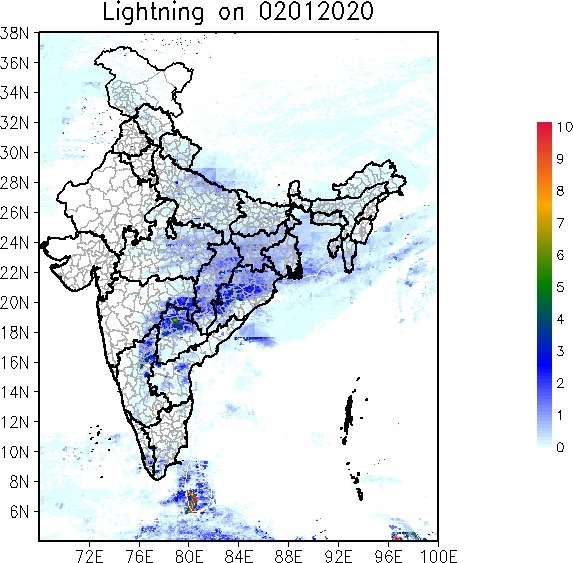 Lightning on 02012020
38N
36N
34N
32N
30N
28N
26N
24N
22N
20N
18N
16N
14N
12N
10N
8N
6N
72E 76E 80E 84E 88E 92E 96E 100E
10
9
8
7
6
5
4
3
2
1
0